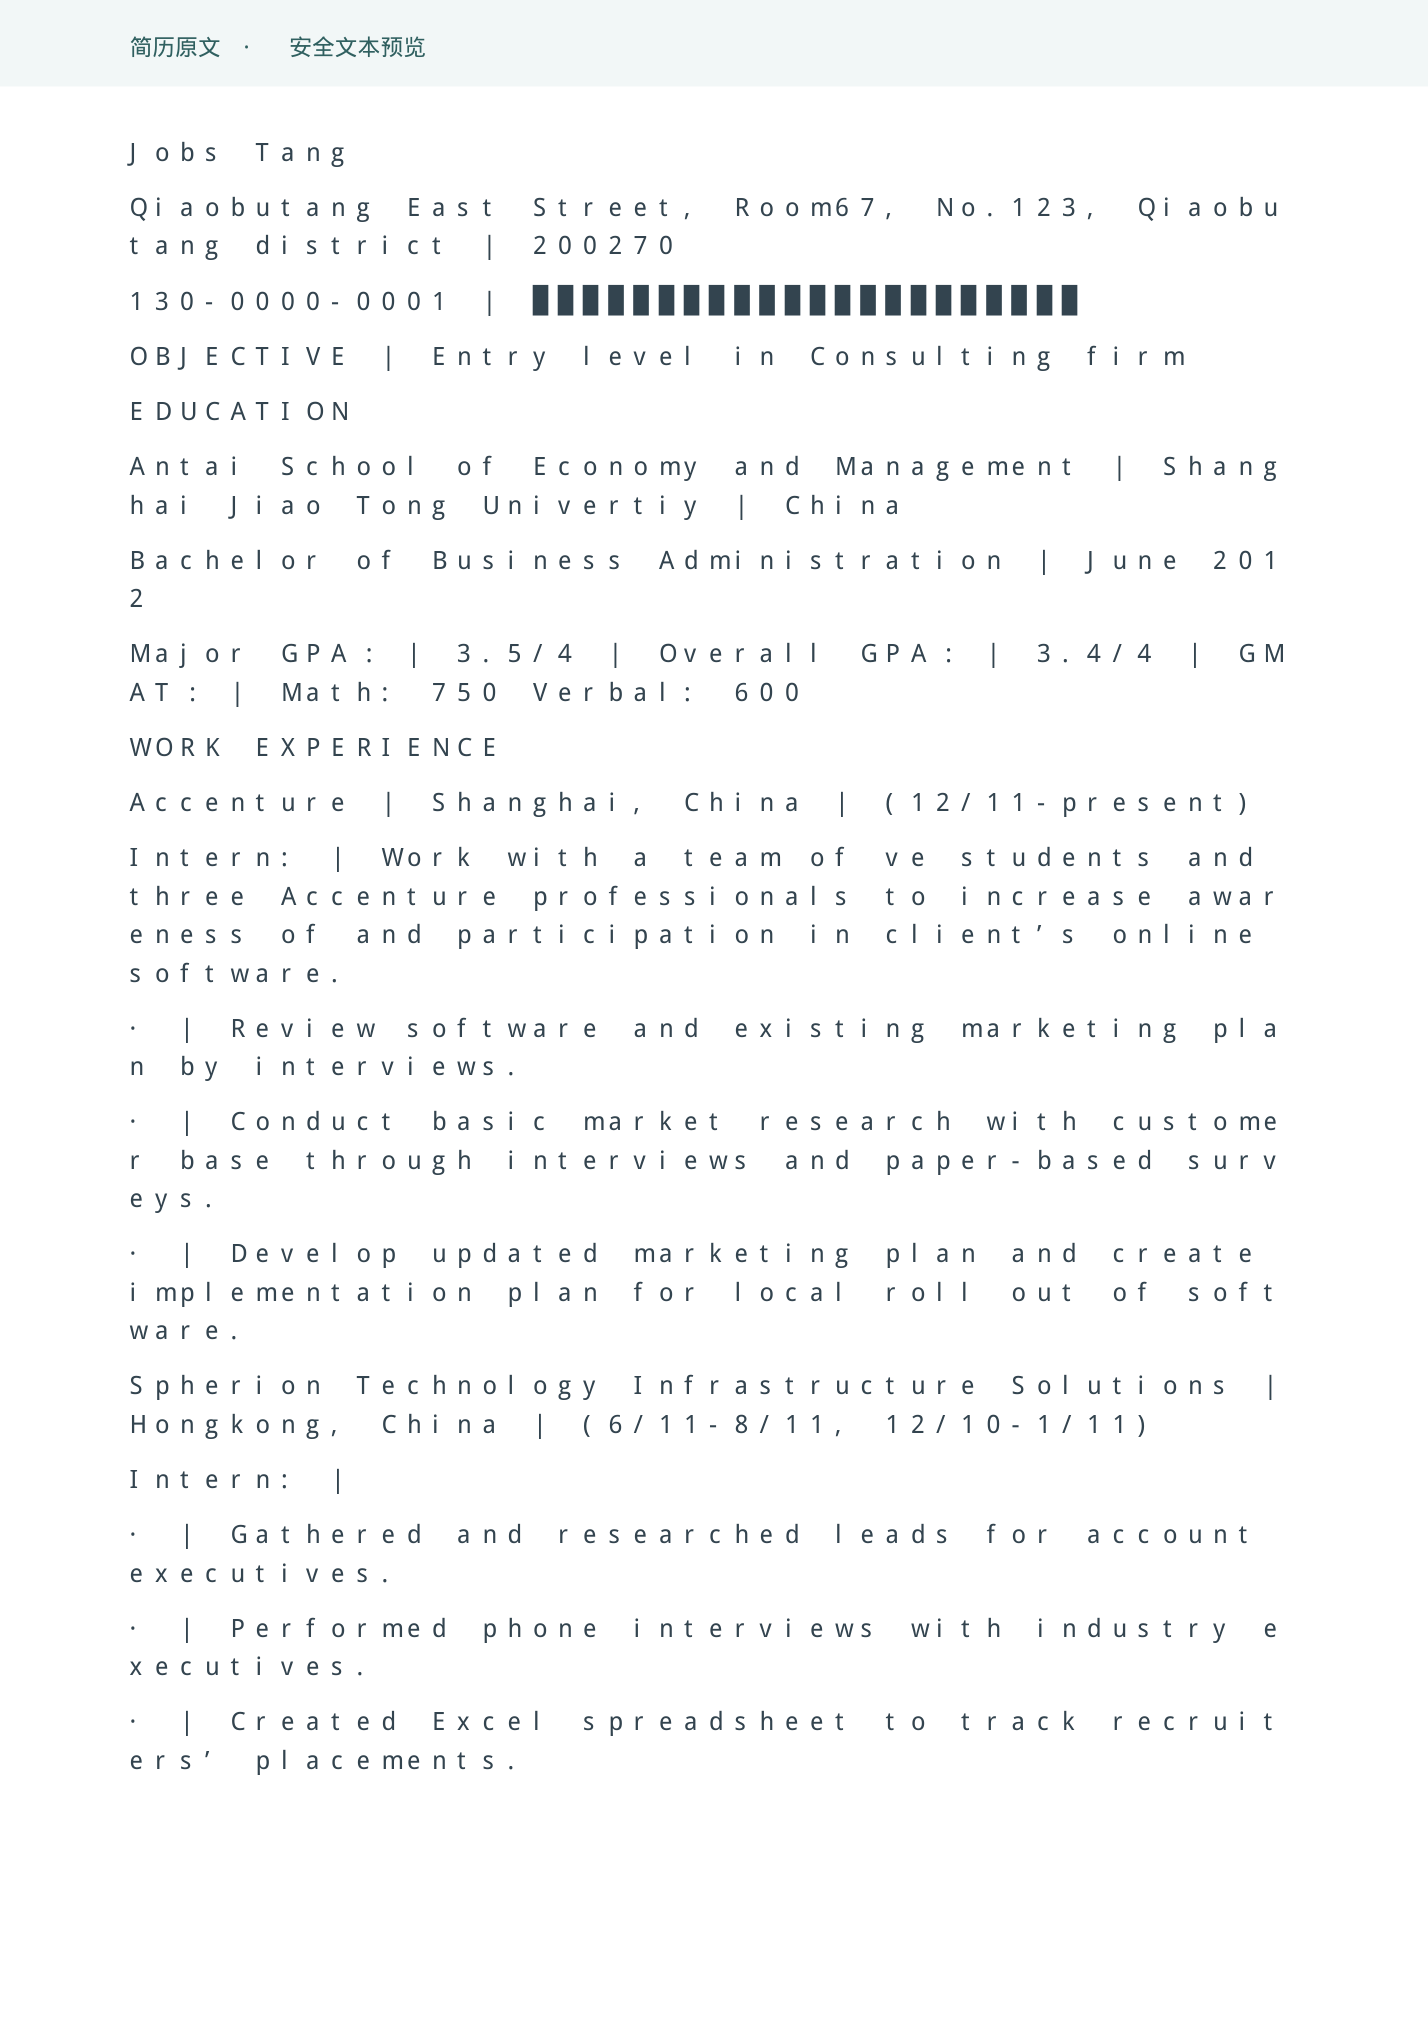 简历原文 · 安全文本预览
Jobs Tang
Qiaobutang East Street, Room67, No.123, Qiaobu
tang district | 200270
130-0000-0001 | ██████████████████████
OBJECTIVE | Entry level in Consulting firm
EDUCATION
Antai School of Economy and Management | Shang
hai Jiao Tong Univertiy | China
Bachelor of Business Administration | June 201
2
Major GPA: | 3.5/4 | Overall GPA: | 3.4/4 | GM
AT: | Math: 750 Verbal: 600
WORK EXPERIENCE
Accenture | Shanghai, China | (12/11-present)
Intern: | Work with a team of ve students and
three Accenture professionals to increase awar
eness of and participation in client’s online
software.
· | Review software and existing marketing pla
n by interviews.
· | Conduct basic market research with custome
r base through interviews and paper-based surv
eys.
· | Develop updated marketing plan and create
implementation plan for local roll out of soft
ware.
Spherion Technology Infrastructure Solutions |
Hongkong, China | (6/11-8/11, 12/10-1/11)
Intern: |
· | Gathered and researched leads for account
executives.
· | Performed phone interviews with industry e
xecutives.
· | Created Excel spreadsheet to track recruit
ers’ placements.